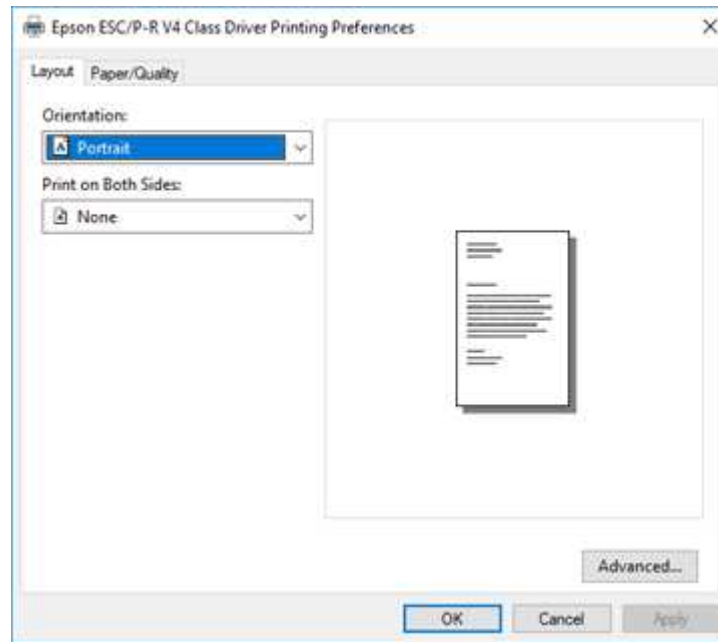 Epson ESC/P-R V4 Class Driver Printing Preferences
Layout Paper/Quality
Orientation:
Portrait
Print on Both Sides:
None
Advanced...
OK Cancel Apply